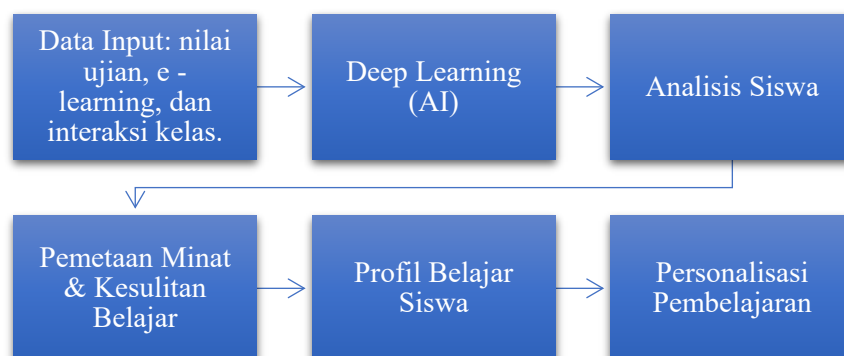 Data Input: nilai
ujian, e -
learning, dan
interaksi kelas.
Deep Learning
(AI)
Analisis Siswa
Pemetaan Minat
& Kesulitan
Belajar
Profil Belajar
Siswa
Personalisasi
Pembelajaran